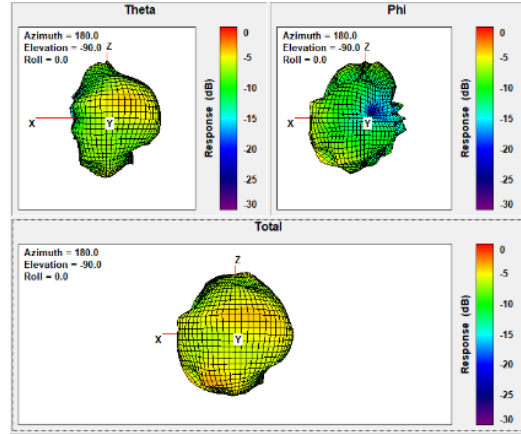 Theta
Azimuth = 180.0
Elevation = -90.0
Roll = 0.0
Z
X
Y
0
-5
-10
-15
-20
-25
-30
Response (dB)
Phi
Azimuth = 180.0
Elevation = -90.0
Roll = 0.0
Z
X
Y
0
-5
-10
-15
-20
-25
-30
Response (dB)
Total
Azimuth = 180.0
Elevation = -90.0
Roll = 0.0
Z
X
Y
0
-5
-10
-15
-20
-25
-30
Response (dB)